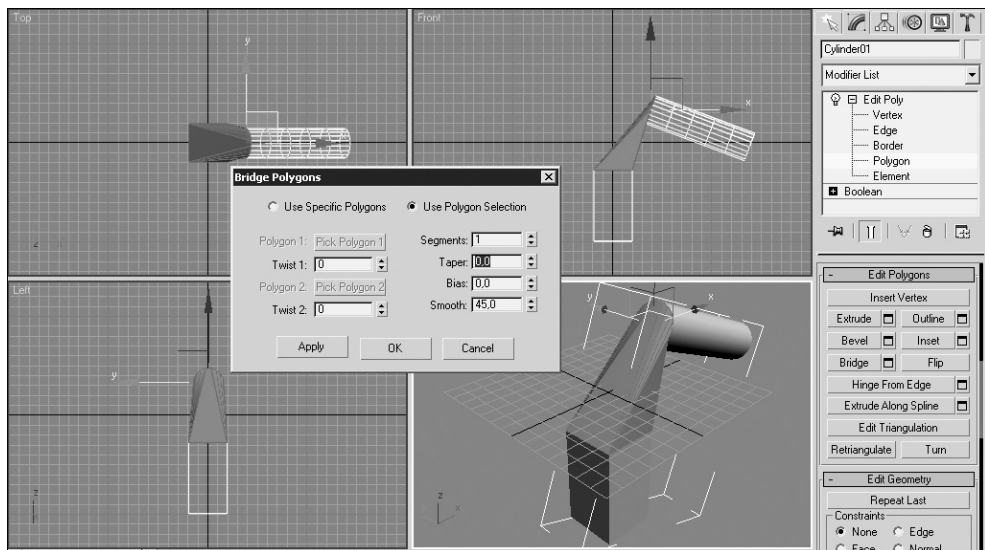 Top
y
z
x
Front
x
Left
y
z
y
x
z
x
Bridge Polygons
Use Specific Polygons
Use Polygon Selection
Polygon 1: Pick Polygon 1
Twist 1: 0
Polygon 2: Pick Polygon 2
Twist 2: 0
Segments: 1
Taper: 0,0
Bias: 0,0
Smooth: 45,0
Apply
OK
Cancel
Cylinder01
Modifier List
Edit Poly
Vertex
Edge
Border
Polygon
Element
Boolean
- Edit Polygons
Insert Vertex
Extrude
Outline
Bevel
Inset
Bridge
Flip
Hinge From Edge
Extrude Along Spline
Edit Triangulation
Retriangulate
Turn
- Edit Geometry
Repeat Last
Constraints
None
Edge
Face
Normal